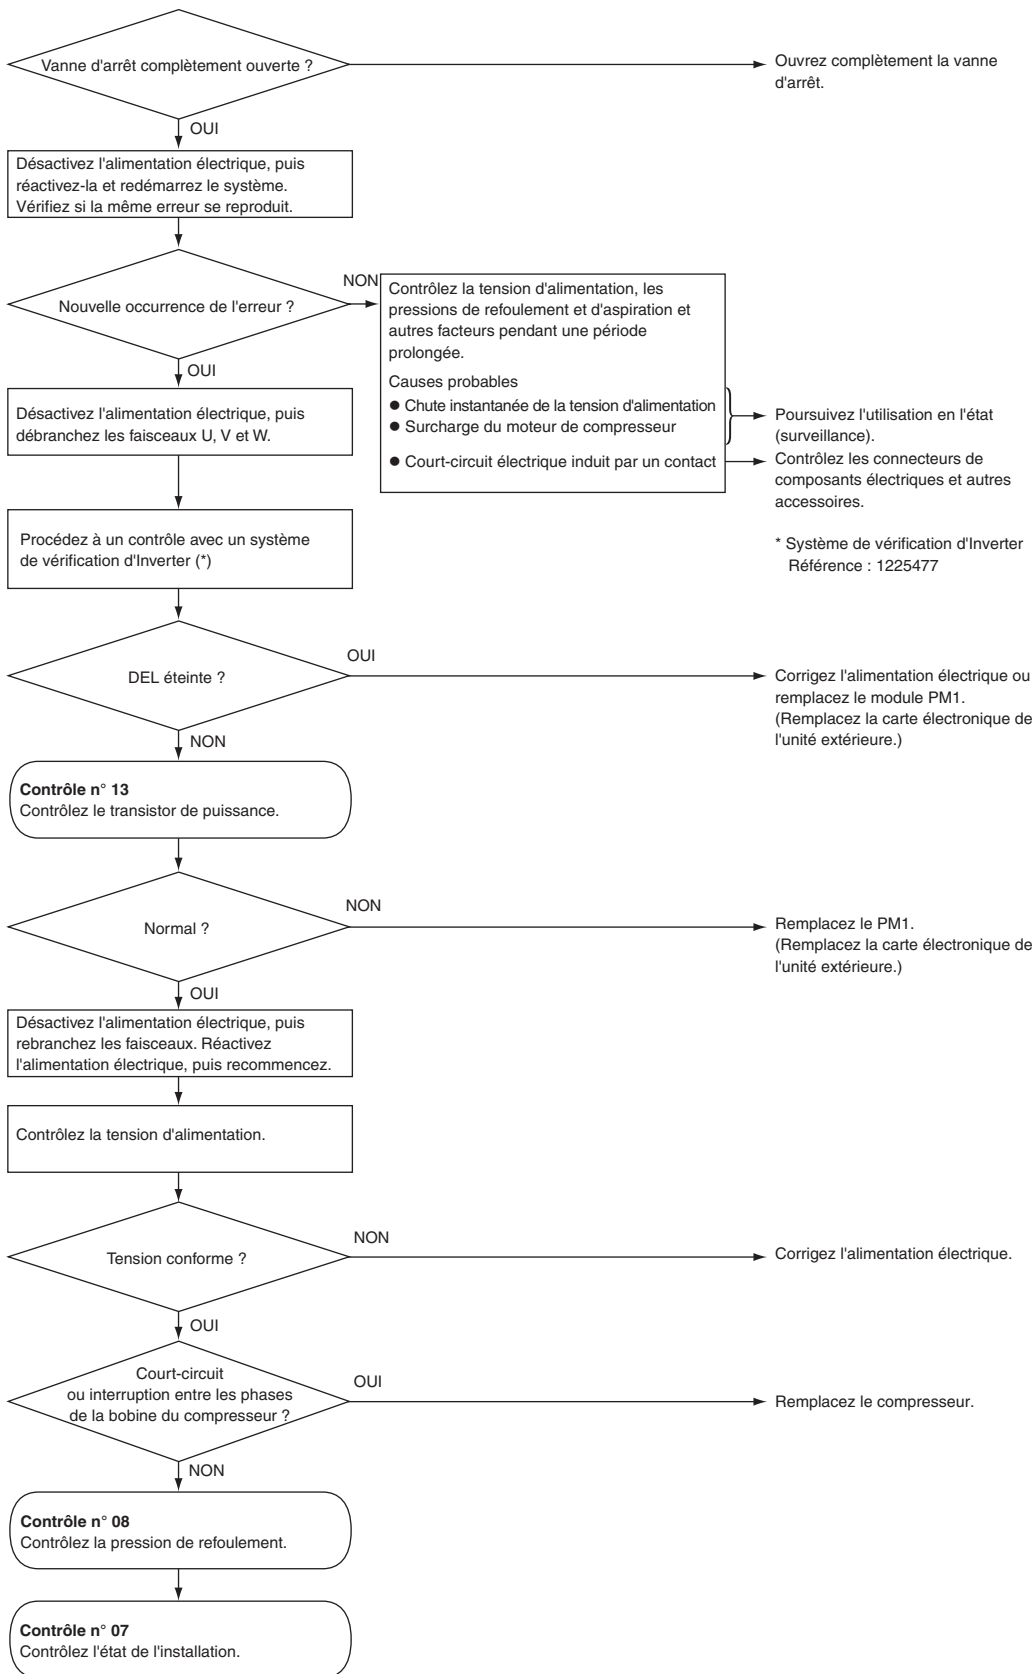 Vanne d'arrêt complètement ouverte ?
Ouvrez complètement la vanne
d'arrêt.
OUI
Désactivez l'alimentation électrique, puis
réactivez-la et redémarrez le système.
Vérifiez si la même erreur se reproduit.
Nouvelle occurrence de l'erreur ?
NON
Contrôlez la tension d'alimentation, les
pressions de refoulement et d'aspiration et
autres facteurs pendant une période
prolongée.
Causes probables
● Chute instantanée de la tension d'alimentation
● Surcharge du moteur de compresseur
● Court-circuit électrique induit par un contact
Poursuivez l'utilisation en l'état
(surveillance).
Contrôlez les connecteurs de
composants électriques et autres
accessoires.
* Système de vérification d'Inverter
Référence : 1225477
OUI
Désactivez l'alimentation électrique, puis
débranchez les faisceaux U, V et W.
Procédez à un contrôle avec un système
de vérification d'Inverter (*)
DEL éteinte ?
OUI
Corrigez l'alimentation électrique ou
remplacez le module PM1.
(Remplacez la carte électronique de
l'unité extérieure.)
NON
Contrôle n° 13
Contrôlez le transistor de puissance.
Normal ?
NON
Remplacez le PM1.
(Remplacez la carte électronique de
l'unité extérieure.)
OUI
Désactivez l'alimentation électrique, puis
rebranchez les faisceaux. Réactivez
l'alimentation électrique, puis recommencez.
Contrôlez la tension d'alimentation.
Tension conforme ?
NON
Corrigez l'alimentation électrique.
OUI
Court-circuit
ou interruption entre les phases
de la bobine du compresseur ?
OUI
Remplacez le compresseur.
NON
Contrôle n° 08
Contrôlez la pression de refoulement.
Contrôle n° 07
Contrôlez l'état de l'installation.